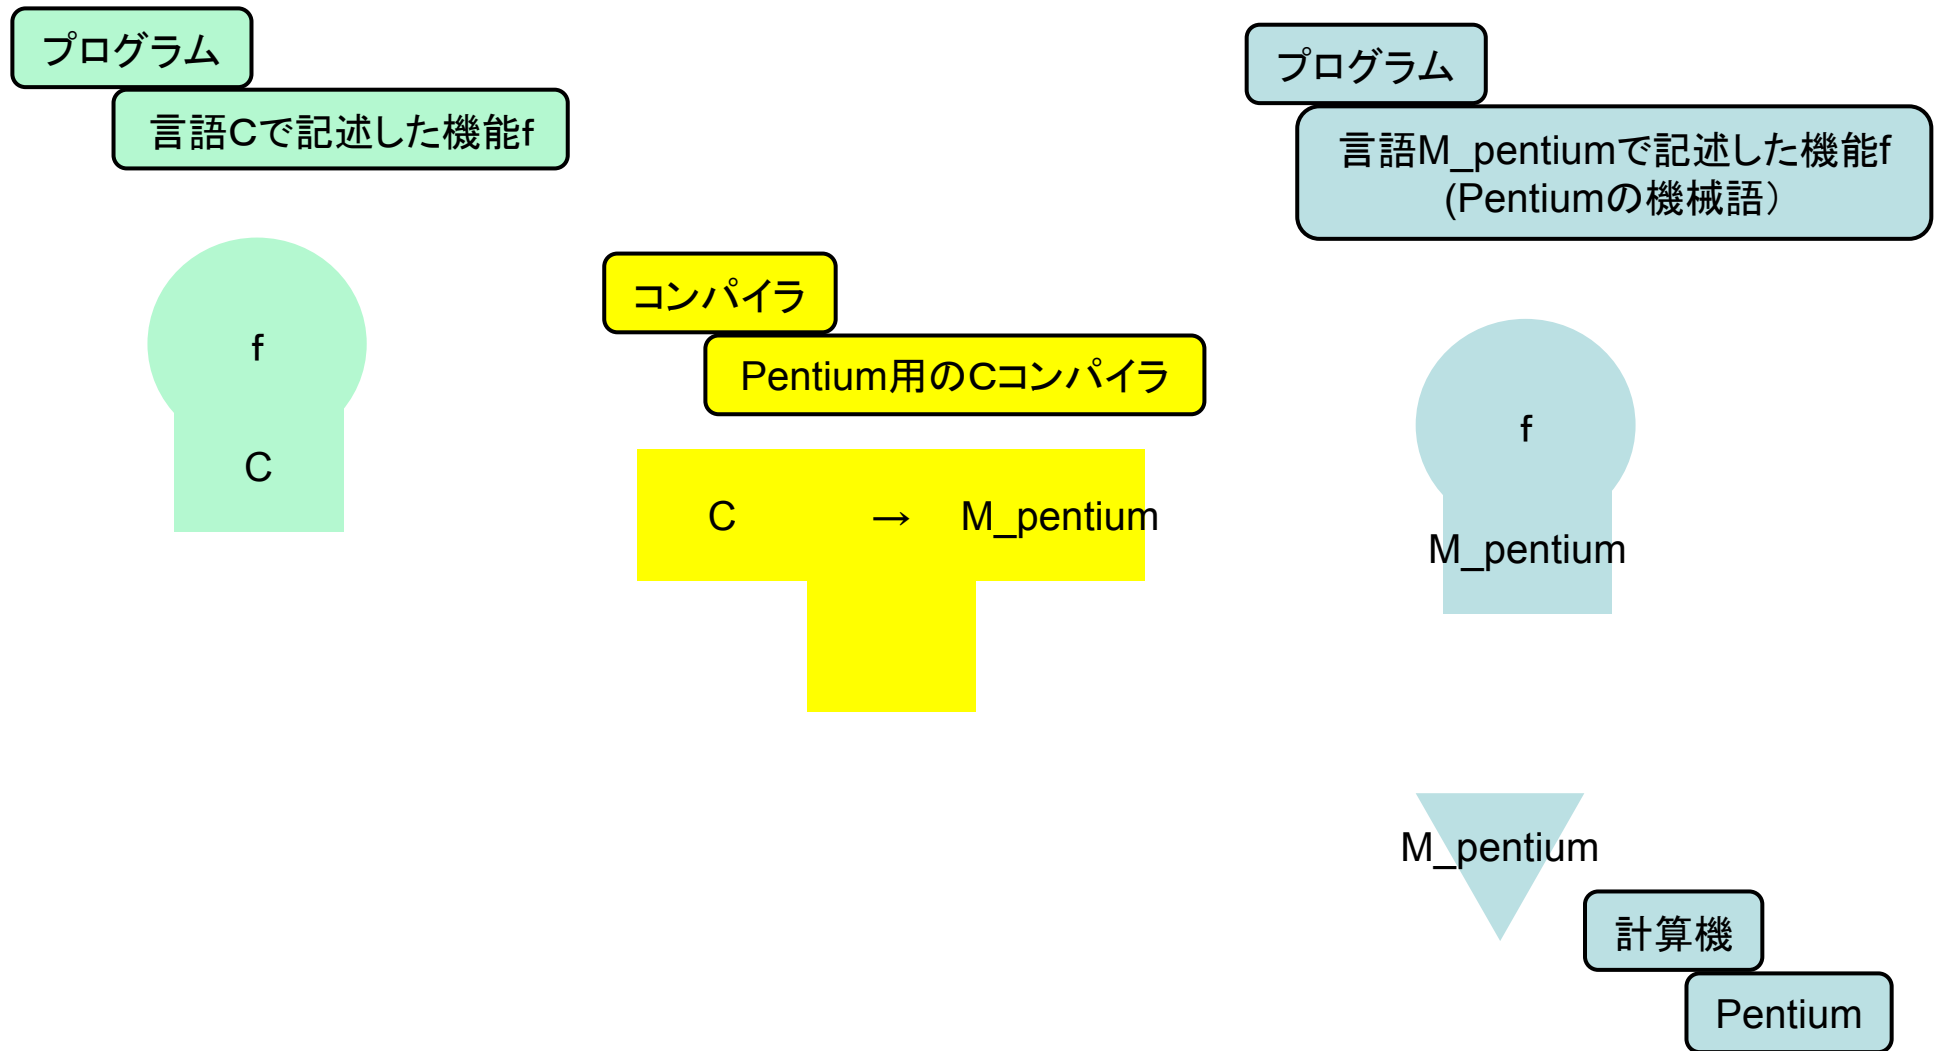 プログラム
言語Cで記述した機能f
f
C
コンパイラ
Pentium用のCコンパイラ
C → M_pentium
プログラム
言語M_pentiumで記述した機能f
(Pentiumの機械語）
f
M_pentium
M_pentium
計算機
Pentium